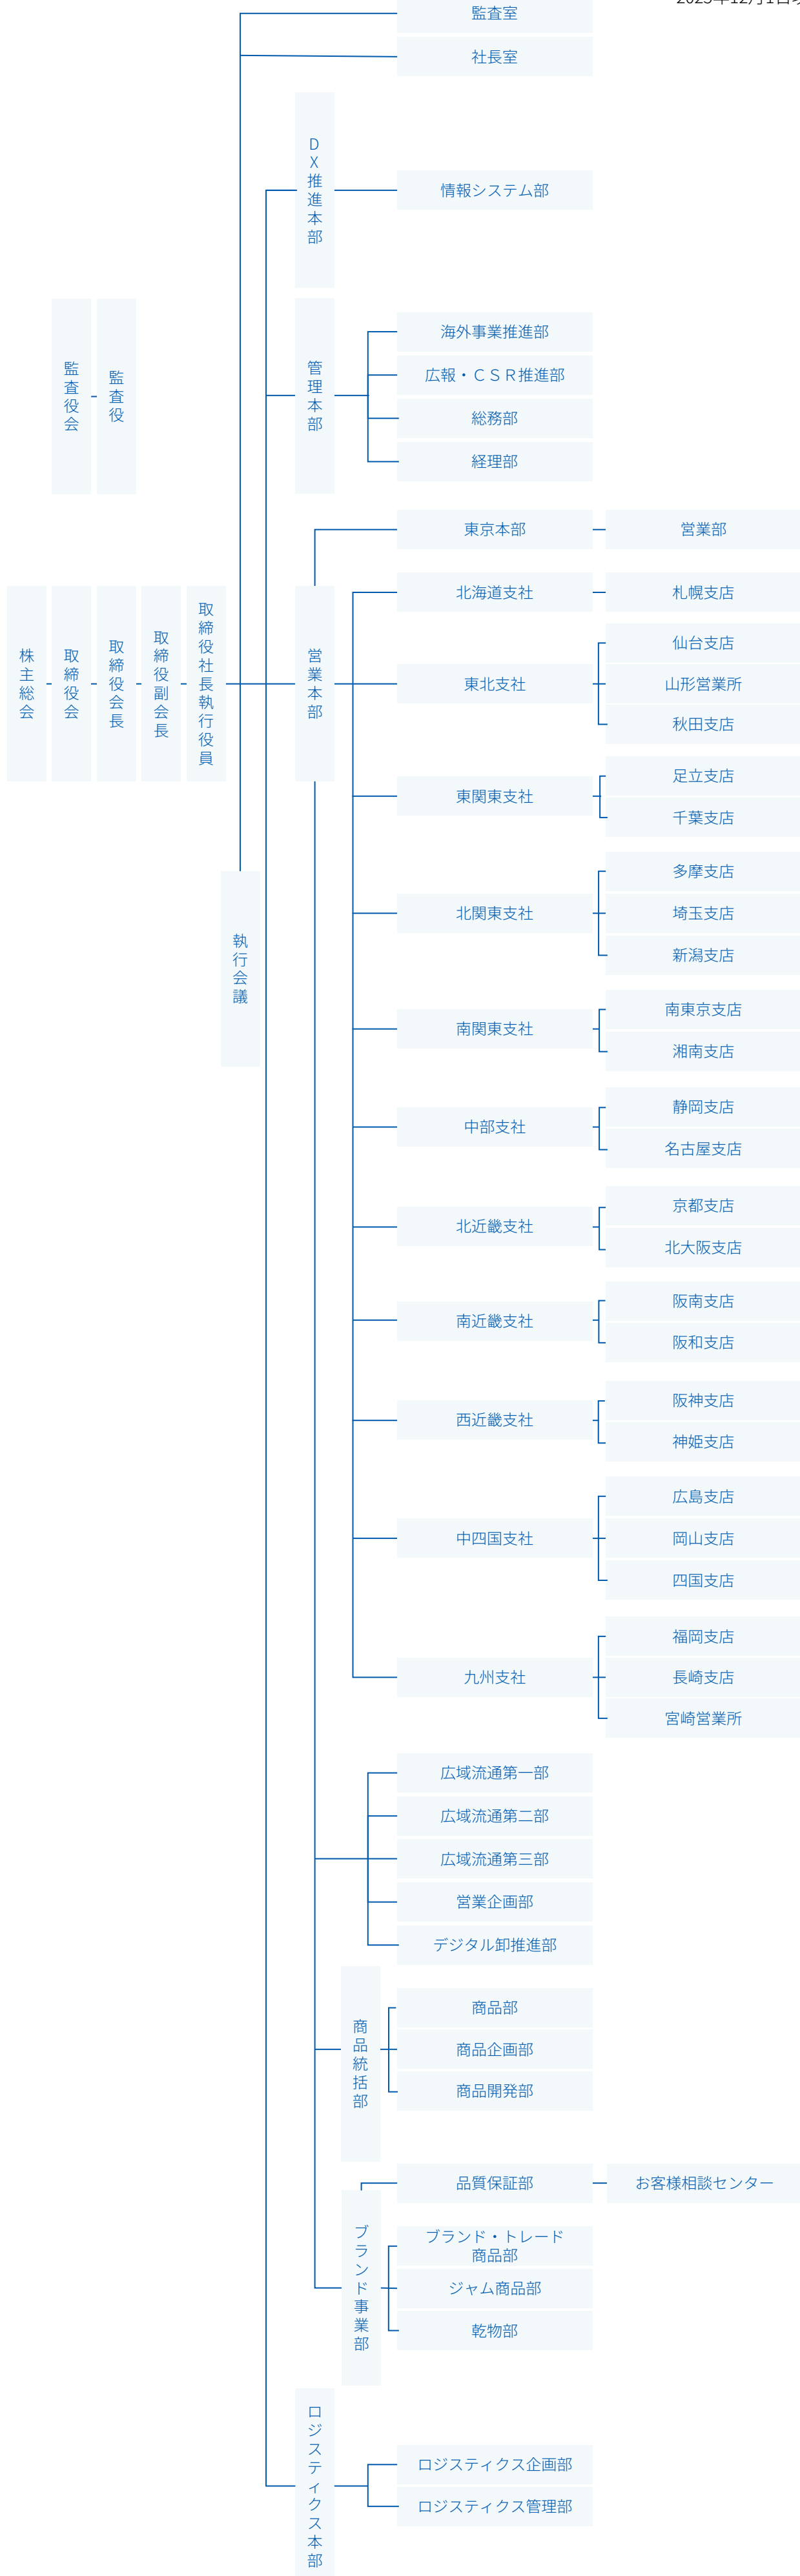 監査室
社長室
DX推進本部
情報システム部
管理本部
海外事業推進部
広報・ＣＳＲ推進部
総務部
経理部
監査役会
監査役
株主総会
取締役会
取締役会長
取締役副会長
取締役社長執行役員
執行会議
営業本部
東京本部
営業部
北海道支社
札幌支店
東北支社
仙台支店
山形営業所
秋田支店
東関東支社
足立支店
千葉支店
北関東支社
多摩支店
埼玉支店
新潟支店
南関東支社
南東京支店
湘南支店
中部支社
静岡支店
名古屋支店
北近畿支社
京都支店
北大阪支店
南近畿支社
阪南支店
阪和支店
西近畿支社
阪神支店
神姫支店
中四国支社
広島支店
岡山支店
四国支店
九州支社
福岡支店
長崎支店
宮崎営業所
広域流通第一部
広域流通第二部
広域流通第三部
営業企画部
デジタル卸推進部
商品統括部
商品部
商品企画部
商品開発部
ブランド事業部
品質保証部
お客様相談センター
ブランド・トレード
商品部
ジャム商品部
乾物部
ロジスティクス本部
ロジスティクス企画部
ロジスティクス管理部